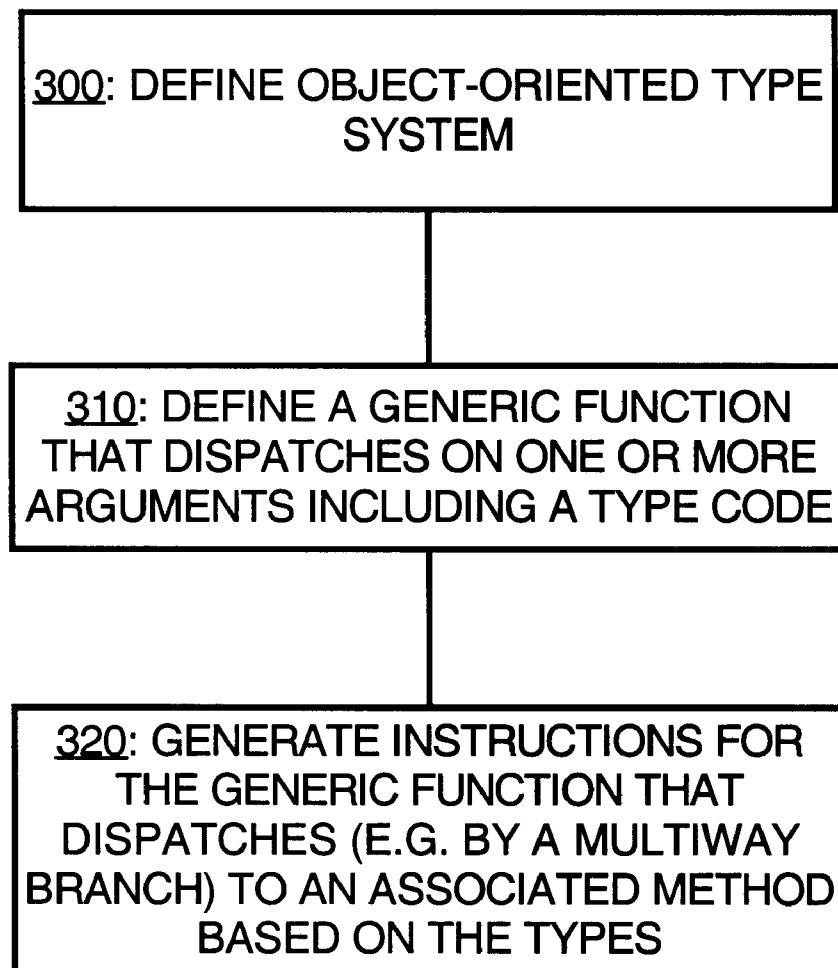 300: DEFINE OBJECT-ORIENTED TYPE
SYSTEM
310: DEFINE A GENERIC FUNCTION
THAT DISPATCHES ON ONE OR MORE
ARGUMENTS INCLUDING A TYPE CODE
320: GENERATE INSTRUCTIONS FOR
THE GENERIC FUNCTION THAT
DISPATCHES (E.G. BY A MULTIWAY
BRANCH) TO AN ASSOCIATED METHOD
BASED ON THE TYPES